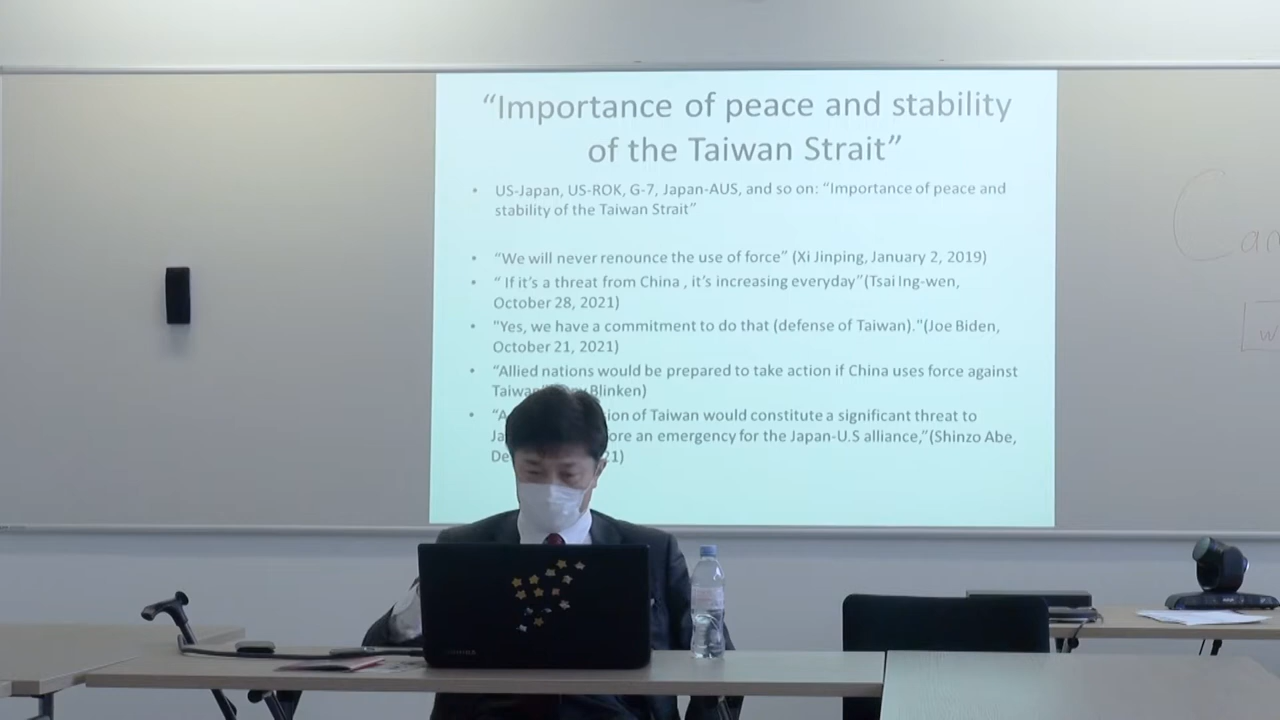 “Importance of peace and stability
of the Taiwan Strait”
• US-Japan, US-ROK, G-7, Japan-AUS, and so on: “Importance of peace and
stability of the Taiwan Strait”
• “We will never renounce the use of force” (Xi Jinping, January 2, 2019)
• “ If it’s a threat from China , it’s increasing everyday”(Tsai Ing-wen,
October 28, 2021)
• "Yes, we have a commitment to do that (defense of Taiwan)."(Joe Biden,
October 21, 2021)
• “Allied nations would be prepared to take action if China uses force against
Taiwan” Blinken)
• of Taiwan would constitute a significant threat to
an emergency for the Japan-U.S alliance,”(Shinzo Abe,
TOSHIBA